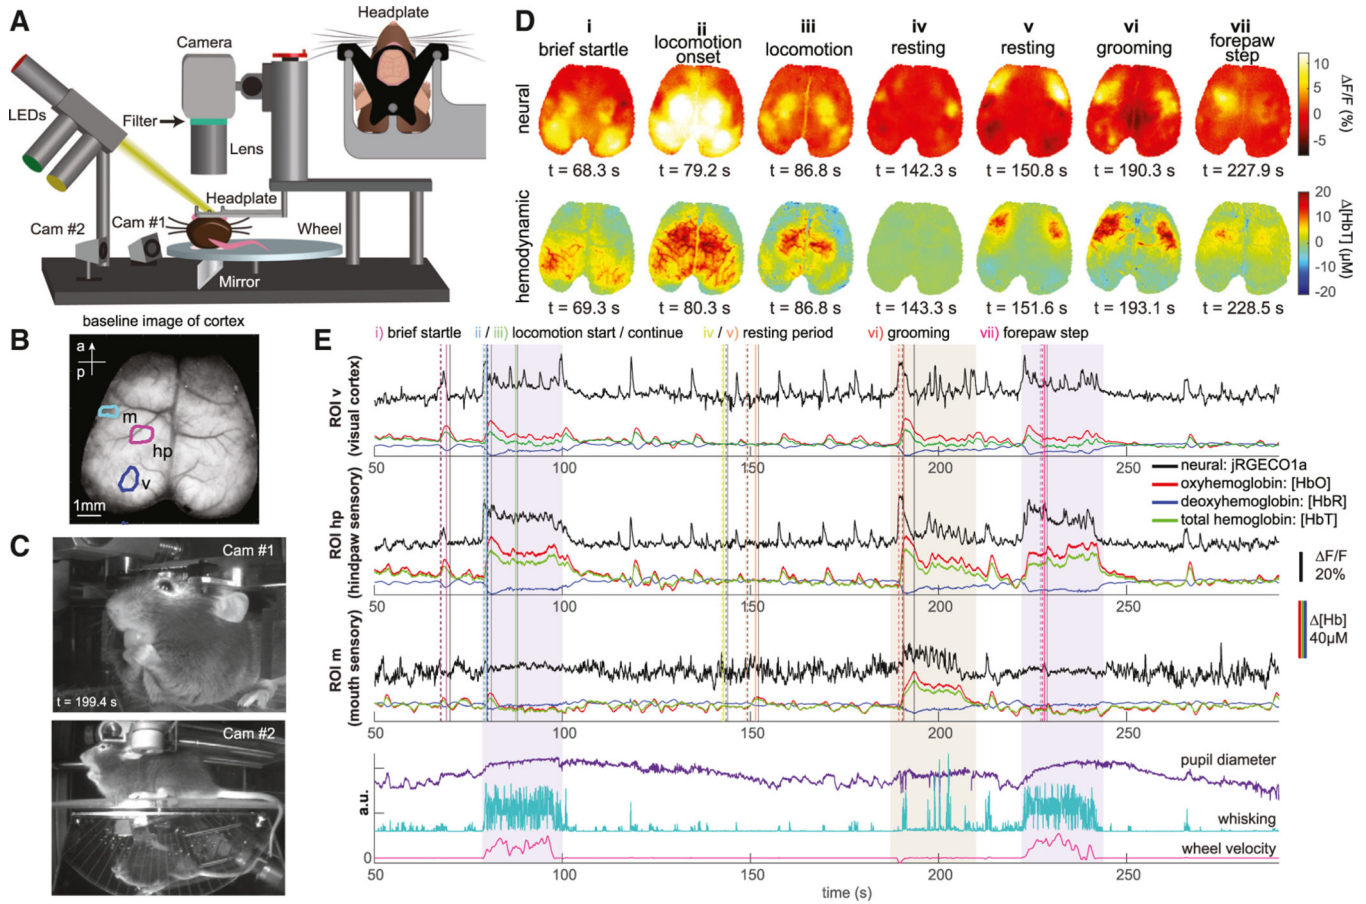 A
Headplate
Camera
LEDs
Filter
Lens
Headplate
Cam #2
Cam #1
Wheel
Mirror
B
baseline image of cortex
a
p
m
hp
v
1mm
C
Cam #1
t = 199.4 s
Cam #2
D
i
brief startle
ii
locomotion
onset
iii
locomotion
iv
resting
v
resting
vi
grooming
vii
forepaw
step
neural
t = 68.3 s
t = 79.2 s
t = 86.8 s
t = 142.3 s
t = 150.8 s
t = 190.3 s
t = 227.9 s
10
5
0
-5
ΔF/F (%)
hemodynamic
t = 69.3 s
t = 80.3 s
t = 86.8 s
t = 143.3 s
t = 151.6 s
t = 193.1 s
t = 228.5 s
20
10
0
-10
-20
Δ[HbT] (μM)
E
i) brief startle
ii / iii) locomotion start / continue
iv / v) resting period
vi) grooming
vii) forepaw step
ROI v
(visual cortex)
50 100 150 200 250
ROI hp
(hindpaw sensory)
50 100 150 200 250
ROI m
(mouth sensory)
50 100 150 200 250
neural: jRGECO1a
oxyhemoglobin: [HbO]
deoxyhemoglobin: [HbR]
total hemoglobin: [HbT]
ΔF/F
20%
Δ[Hb]
40μM
pupil diameter
a.u.
whisking
wheel velocity
0
50 100 150 200 250
time (s)